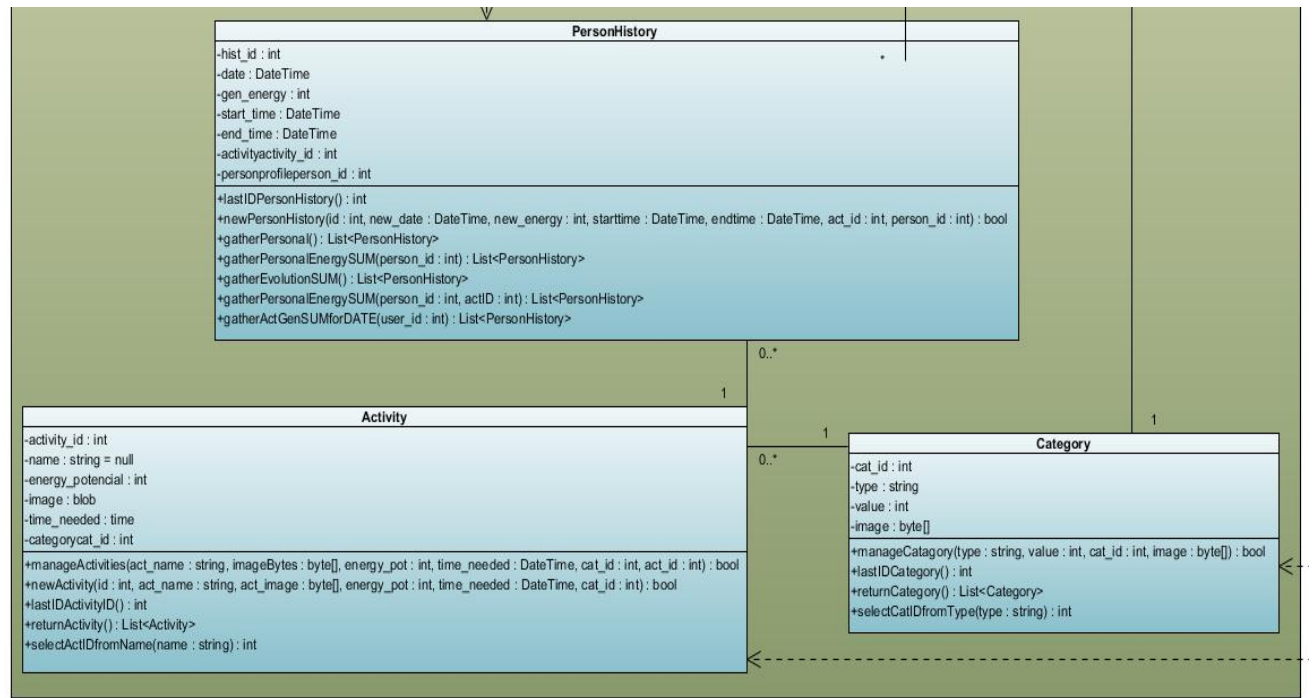 PersonHistory
*
-hist_id : int
-date : DateTime
-gen_energy : int
-start_time : DateTime
-end_time : DateTime
-activityactivity_id : int
-personprofileperson_id : int
+lastIDPersonHistory() : int
+newPersonHistory(id : int, new_date : DateTime, new_energy : int, starttime : DateTime, endtime : DateTime, act_id : int, person_id : int) : bool
+gatherPersonal() : List<PersonHistory>
+gatherPersonalEnergySUM(person_id : int) : List<PersonHistory>
+gatherEvolutionSUM() : List<PersonHistory>
+gatherPersonalEnergySUM(person_id : int, actID : int) : List<PersonHistory>
+gatherActGenSUMforDATE(user_id : int) : List<PersonHistory>
0..*
1
Activity
-activity_id : int
-name : string = null
-energy_potencial : int
-image : blob
-time_needed : time
-categorycat_id : int
+manageActivities(act_name : string, imageBytes : byte[], energy_pot : int, time_needed : DateTime, cat_id : int, act_id : int) : bool
+newActivity(id : int, act_name : string, act_image : byte[], energy_pot : int, time_needed : DateTime, cat_id : int) : bool
+lastIDActivityID() : int
+returnActivity() : List<Activity>
+selectActIDfromName(name : string) : int
0..*
1
1
Category
-cat_id : int
-type : string
-value : int
-image : byte[]
+manageCatagory(type : string, value : int, cat_id : int, image : byte[]) : bool
+lastIDCategory() : int
+returnCategory() : List<Category>
+selectCatIDfromType(type : string) : int